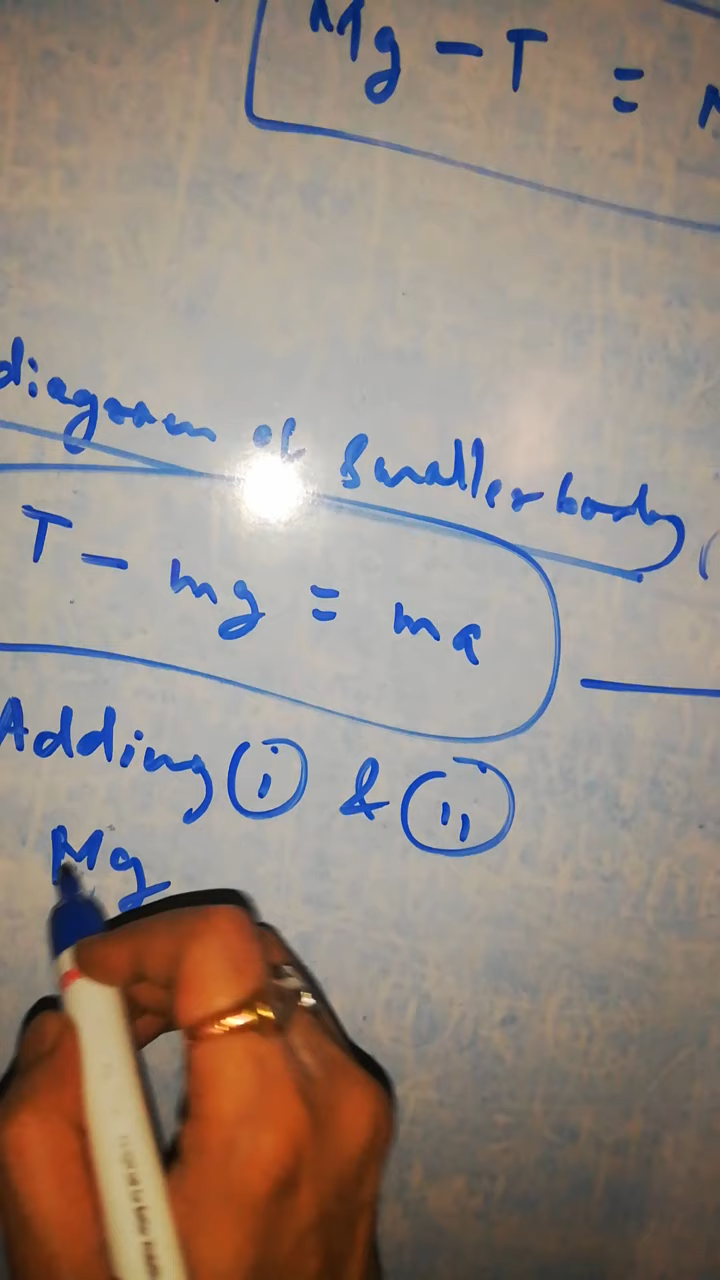 Mg - T =
diagram of smaller body (
T - mg = ma
Adding (i) & (ii)
Mg